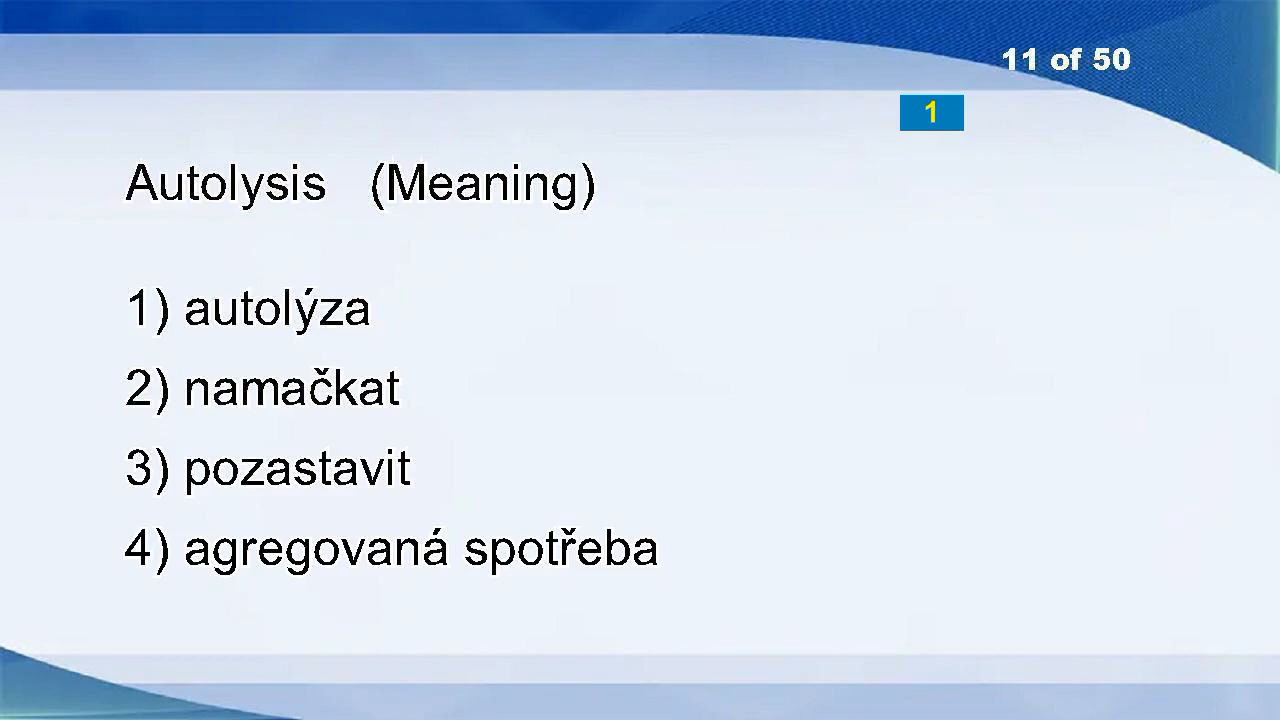 11 of 50
1
Autolysis (Meaning)
1) autolýza
2) namačkat
3) pozastavit
4) agregovaná spotřeba